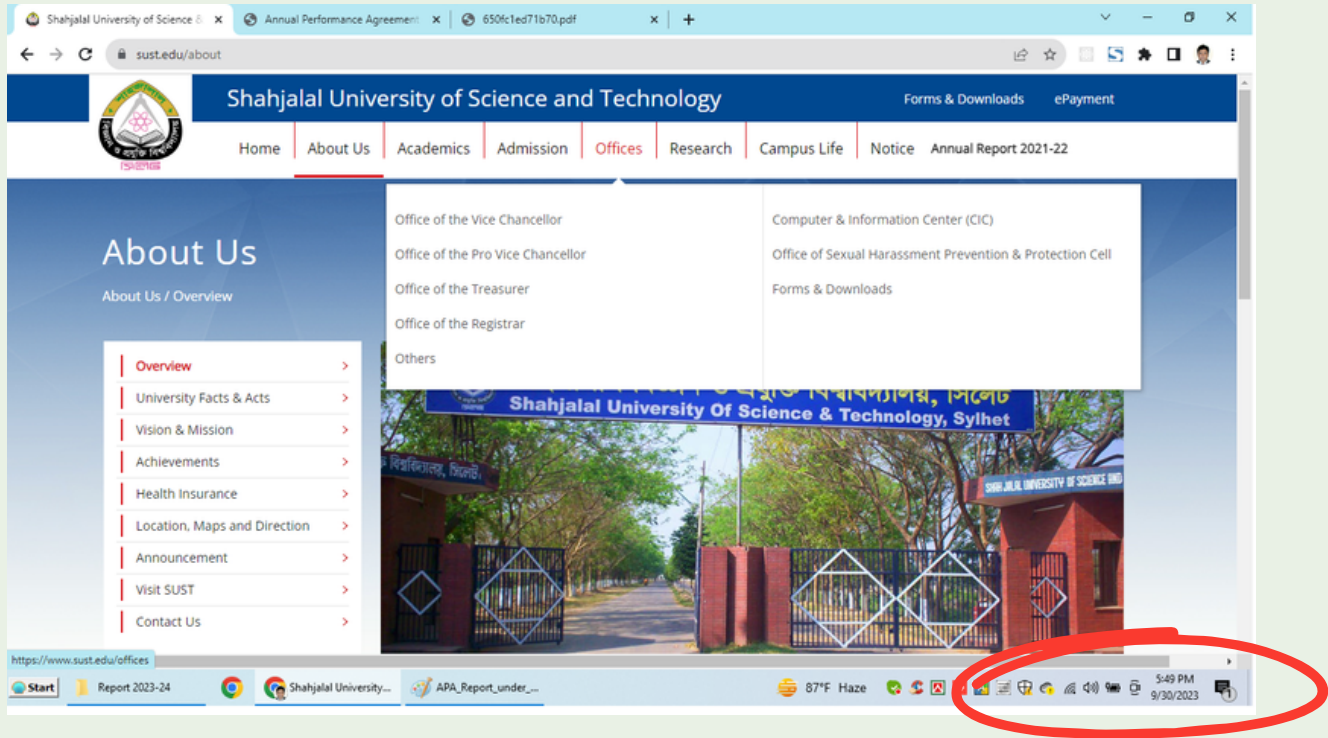 Shahjalal University of Science &
Annual Performance Agreement
650fc1ed71b70.pdf
sust.edu/about
Shahjalal University of Science and Technology
Forms & Downloads ePayment
Home About Us Academics Admission Offices Research Campus Life Notice Annual Report 2021-22
Office of the Vice Chancellor
Office of the Pro Vice Chancellor
Office of the Treasurer
Office of the Registrar
Others
Computer & Information Center (CIC)
Office of Sexual Harassment Prevention & Protection Cell
Forms & Downloads
About Us
About Us / Overview
Overview
University Facts & Acts
Vision & Mission
Achievements
Health Insurance
Location, Maps and Direction
Announcement
Visit SUST
Contact Us
Shahjalal University Of Science & Technology, Sylhet
বিশ্ববিদ্যালয়, সিলেট
SHAH JALAL UNIVERSITY OF SCIENCE AND
https://www.sust.edu/offices
Start Report 2023-24 Shahjalal University... APA_Report_under_... 87°F Haze
5:49 PM
9/30/2023
1